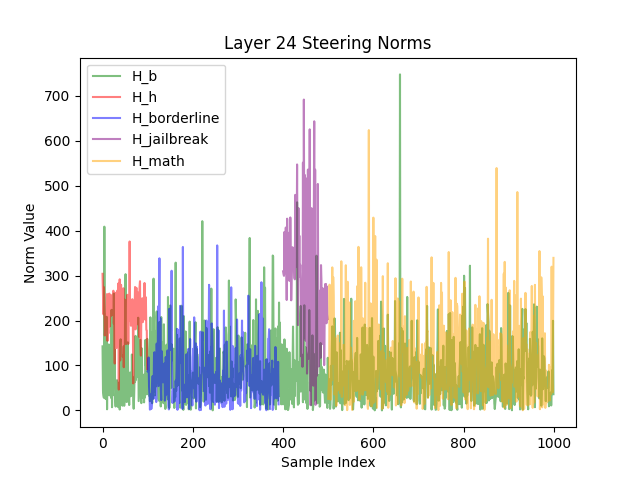 Layer 24 Steering Norms
H_b
H_h
H_borderline
H_jailbreak
H_math
Norm Value
700
600
500
400
300
200
100
0
0 200 400 600 800 1000
Sample Index